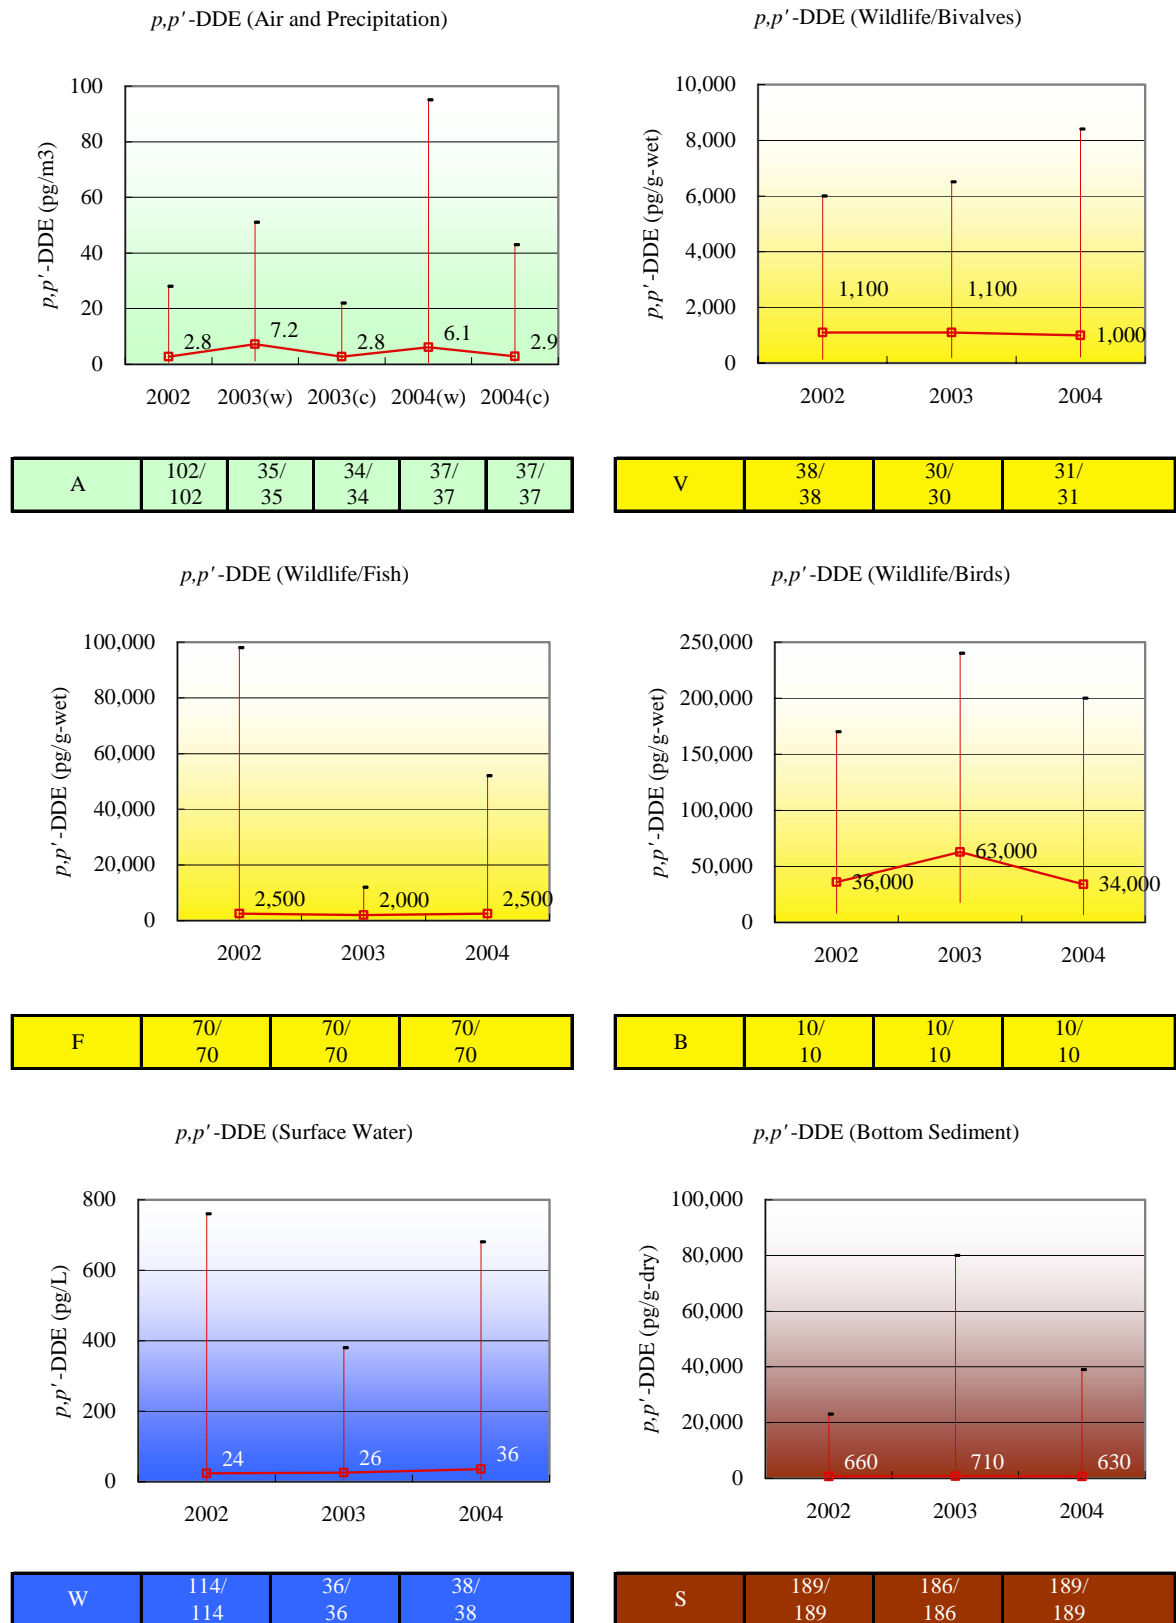 p,p'-DDE (Air and Precipitation)
p,p'-DDE (pg/m3)
100
80
60
40
20
0
2.8
7.2
2.8
6.1
2.9
2002 2003(w) 2003(c) 2004(w) 2004(c)
A 102/ 35/ 34/ 37/ 37/
102 35 34 37 37
p,p'-DDE (Wildlife/Bivalves)
p,p'-DDE (pg/g-wet)
10,000
8,000
6,000
4,000
2,000
0
1,100
1,100
1,000
2002 2003 2004
V 38/ 30/ 31/
38 30 31
p,p'-DDE (Wildlife/Fish)
p,p'-DDE (pg/g-wet)
100,000
80,000
60,000
40,000
20,000
0
2,500
2,000
2,500
2002 2003 2004
F 70/ 70/ 70/
70 70 70
p,p'-DDE (Wildlife/Birds)
p,p'-DDE (pg/g-wet)
250,000
200,000
150,000
100,000
50,000
0
36,000
63,000
34,000
2002 2003 2004
B 10/ 10/ 10/
10 10 10
p,p'-DDE (Surface Water)
p,p'-DDE (pg/L)
800
600
400
200
0
24
26
36
2002 2003 2004
W 114/ 36/ 38/
114 36 38
p,p'-DDE (Bottom Sediment)
p,p'-DDE (pg/g-dry)
100,000
80,000
60,000
40,000
20,000
0
660
710
630
2002 2003 2004
S 189/ 186/ 189/
189 186 189